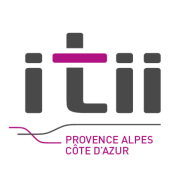 itii
PROVENCE ALPES
CÔTE D'AZUR